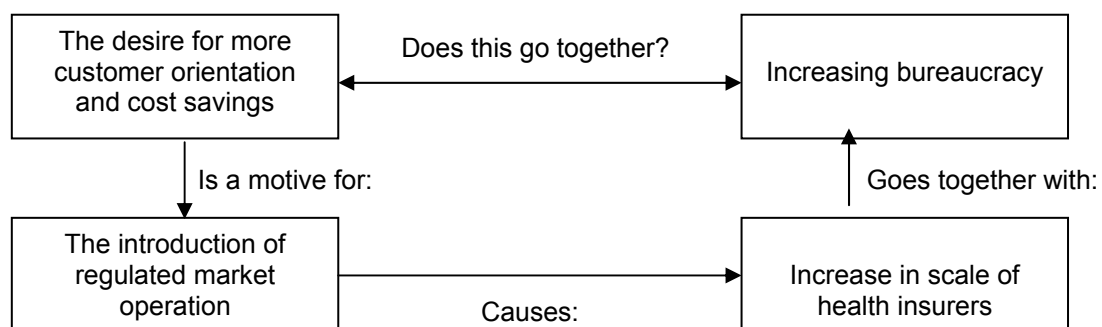 The desire for more
customer orientation
and cost savings
Does this go together?
Increasing bureaucracy
Is a motive for:
Goes together with:
The introduction of
regulated market
operation
Causes:
Increase in scale of
health insurers